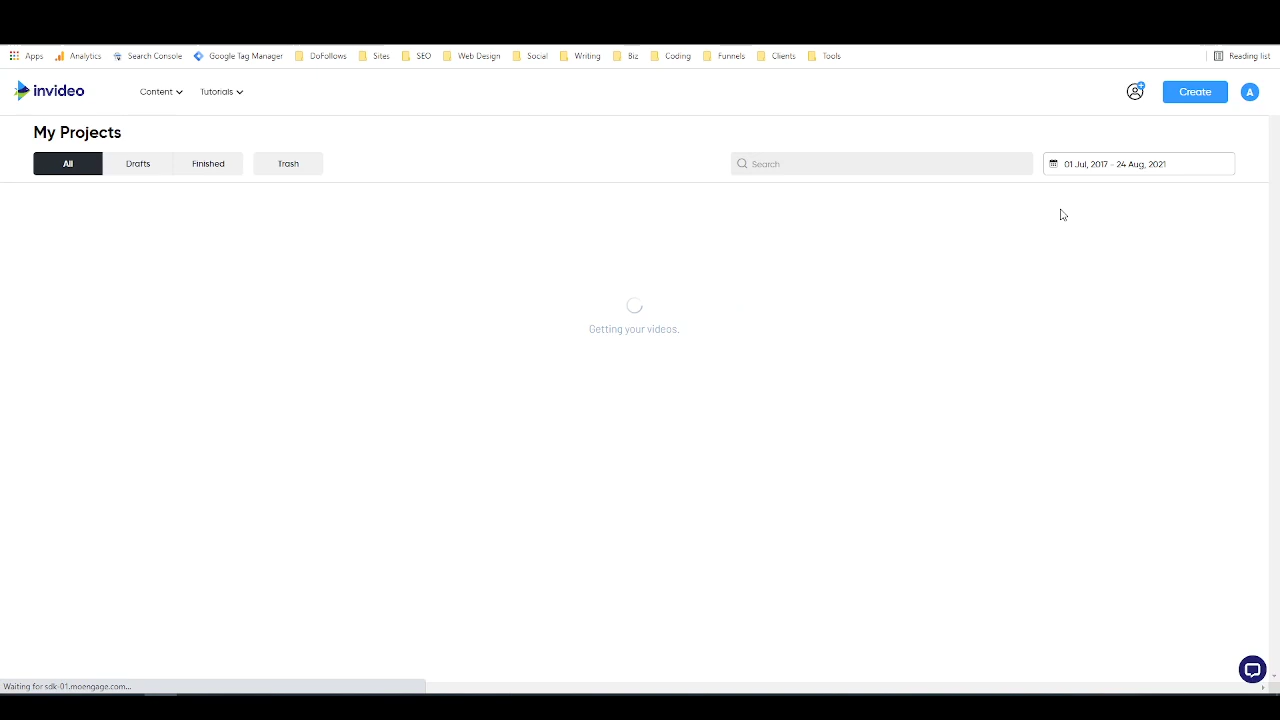 Apps Analytics Search Console Google Tag Manager DoFollows Sites SEO Web Design Social Writing Biz Coding Funnels Clients Tools Reading list
invideo Content Tutorials Create A
My Projects
All Drafts Finished Trash Search 01 Jul, 2017 - 24 Aug, 2021
Getting your videos.
Waiting for sdk-01.moengage.com...